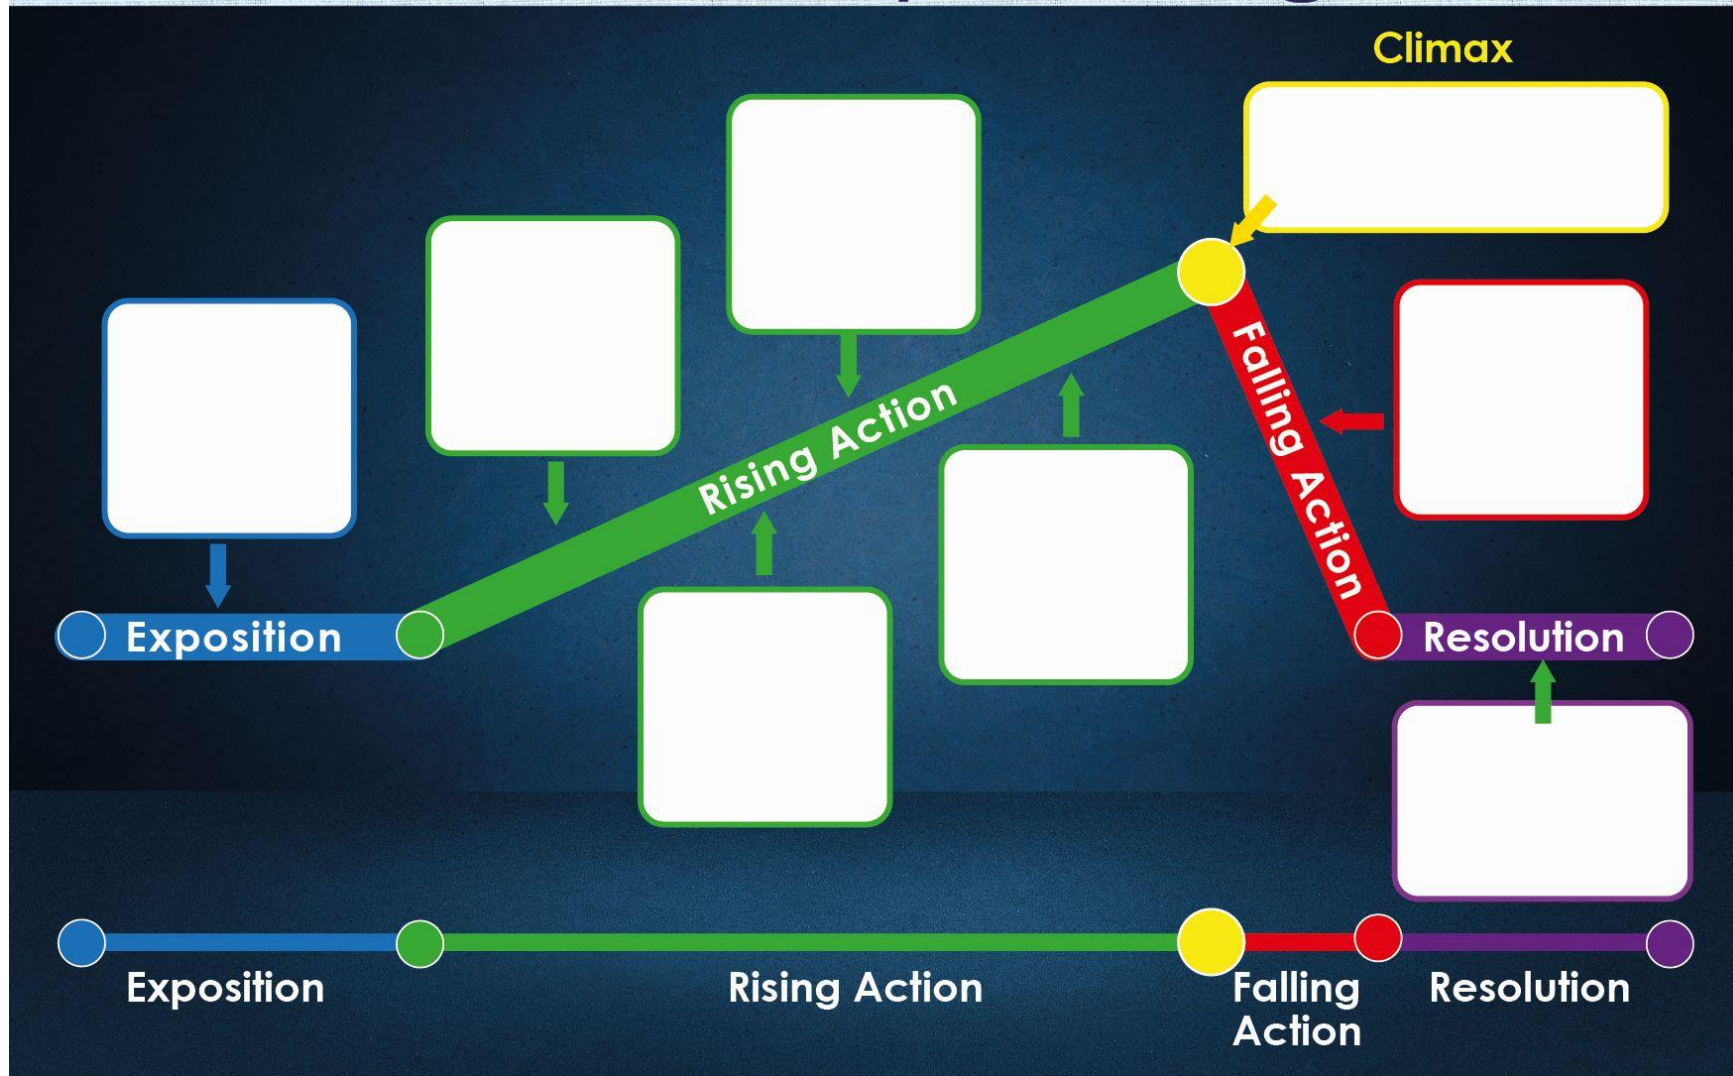 Climax
Rising Action
Falling Action
Exposition
Resolution
Exposition
Rising Action
Falling
Action
Resolution